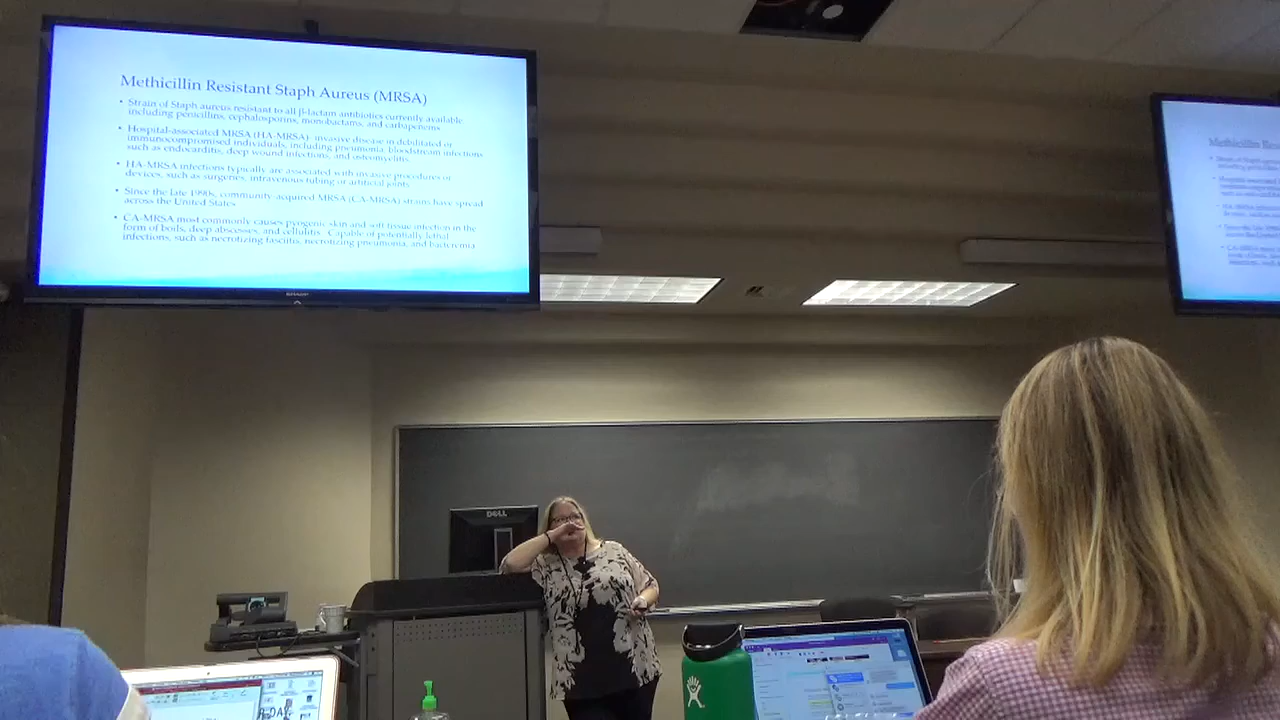 Methicillin Resistant Staph Aureus (MRSA)
• Strain of Staph aureus resistant to all β-lactam antibiotics currently available
including penicillins, cephalosporins, monobactams, and carbapenems
• Hospital-associated MRSA (HA-MRSA) invasive disease in debilitated or
immunocompromised individuals, including pneumonia, bloodstream infections
such as endocarditis, deep wound infections, and osteomyelitis.
• HA-MRSA infections typically are associated with invasive procedures or
devices, such as surgeries, intravenous tubing or artificial joints
• Since the late 1990s, community-acquired MRSA (CA-MRSA) strains have spread
across the United States
• CA-MRSA most commonly causes pyogenic skin and soft tissue infection in the
form of boils, deep abscesses, and cellulitis. Capable of potentially lethal
infections, such as necrotizing fasciitis, necrotizing pneumonia, and bacteremia
SHARP
Methicillin Res
DELL